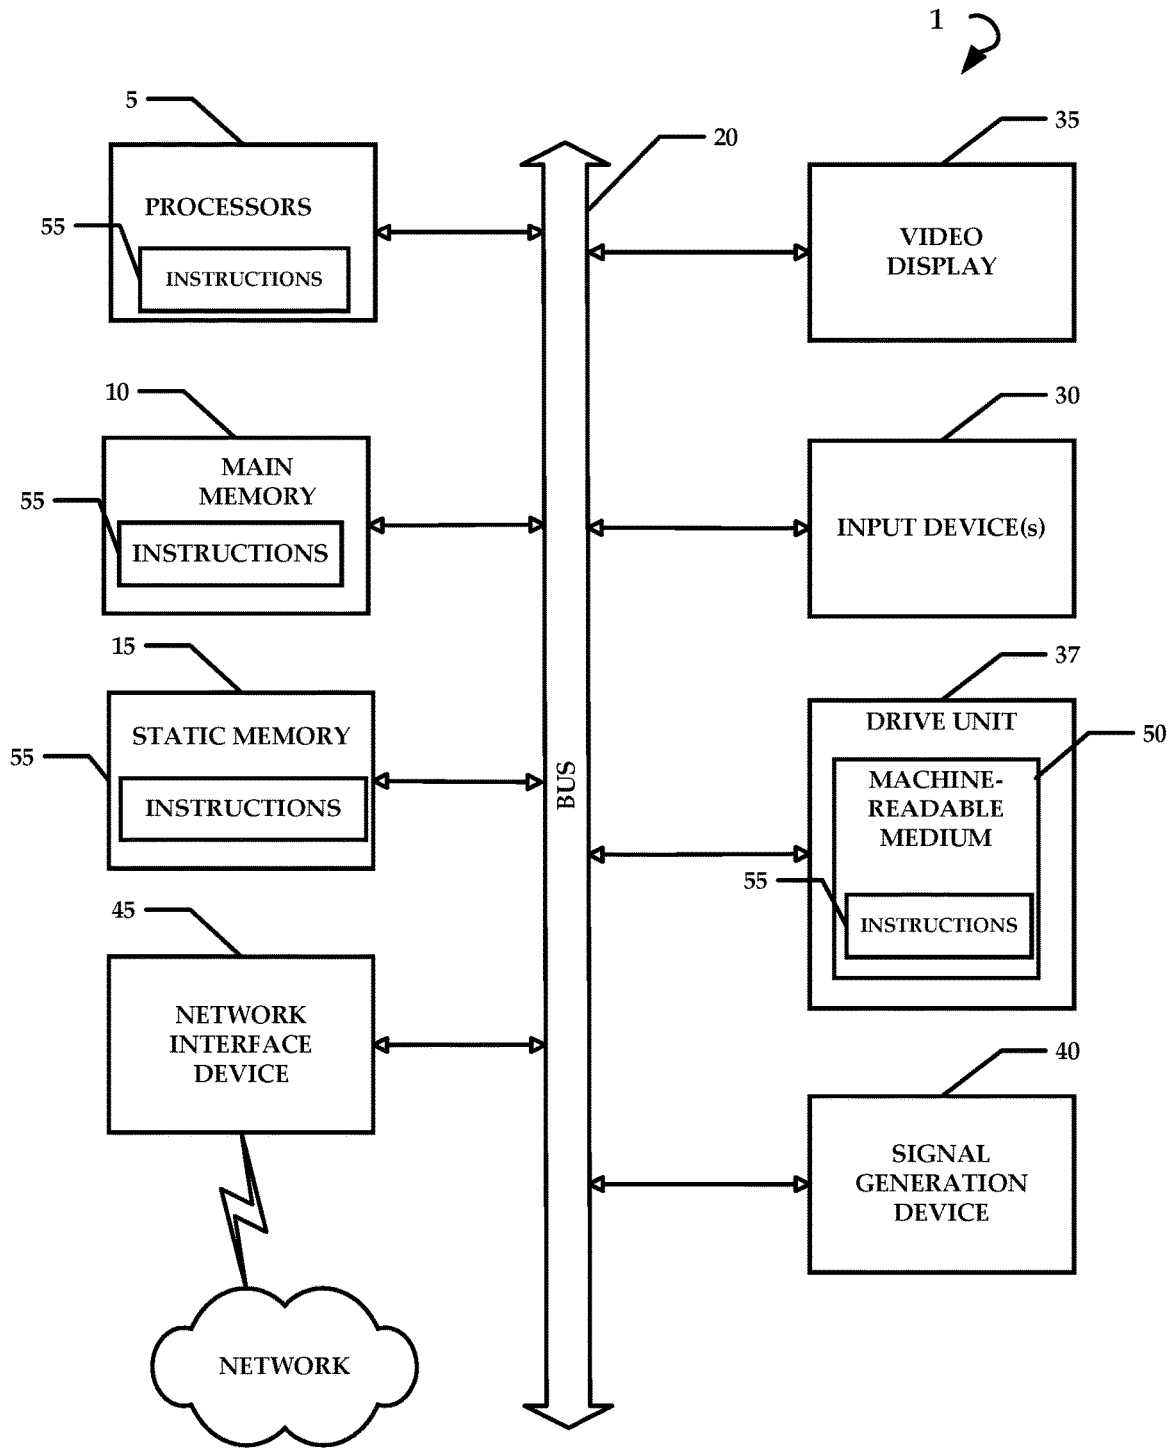 1
5
PROCESSORS
55
INSTRUCTIONS
10
MAIN
MEMORY
55
INSTRUCTIONS
15
STATIC MEMORY
55
INSTRUCTIONS
45
NETWORK
INTERFACE
DEVICE
NETWORK
20
BUS
35
VIDEO
DISPLAY
30
INPUT DEVICE(s)
37
DRIVE UNIT
50
MACHINE-
READABLE
MEDIUM
55
INSTRUCTIONS
40
SIGNAL
GENERATION
DEVICE